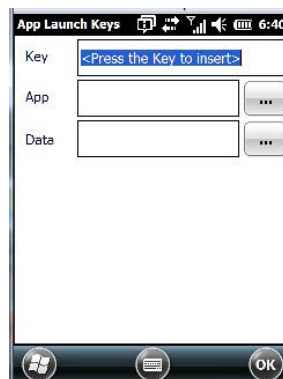 App Launch Keys 6:40
Key <Press the Key to insert>
App ...
Data ...
OK